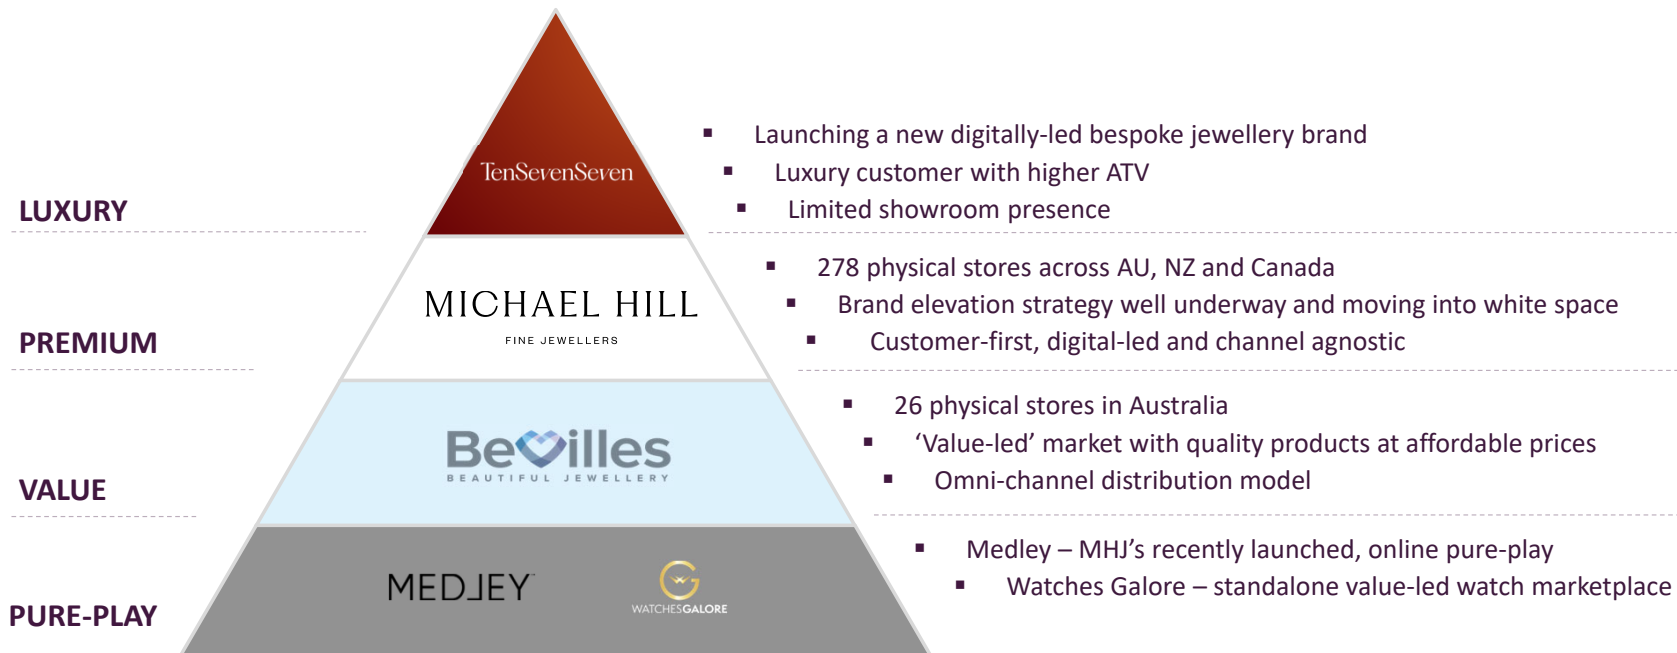 TenSevenSeven
LUXURY
▪ Launching a new digitally-led bespoke jewellery brand
▪ Luxury customer with higher ATV
▪ Limited showroom presence
MICHAEL HILL
FINE JEWELLERS
PREMIUM
▪ 278 physical stores across AU, NZ and Canada
▪ Brand elevation strategy well underway and moving into white space
▪ Customer-first, digital-led and channel agnostic
Bevilles
BEAUTIFUL JEWELLERY
VALUE
▪ 26 physical stores in Australia
▪ ‘Value-led’ market with quality products at affordable prices
▪ Omni-channel distribution model
MEDLEY™
WATCHESGALORE
PURE-PLAY
▪ Medley – MHJ’s recently launched, online pure-play
▪ Watches Galore – standalone value-led watch marketplace